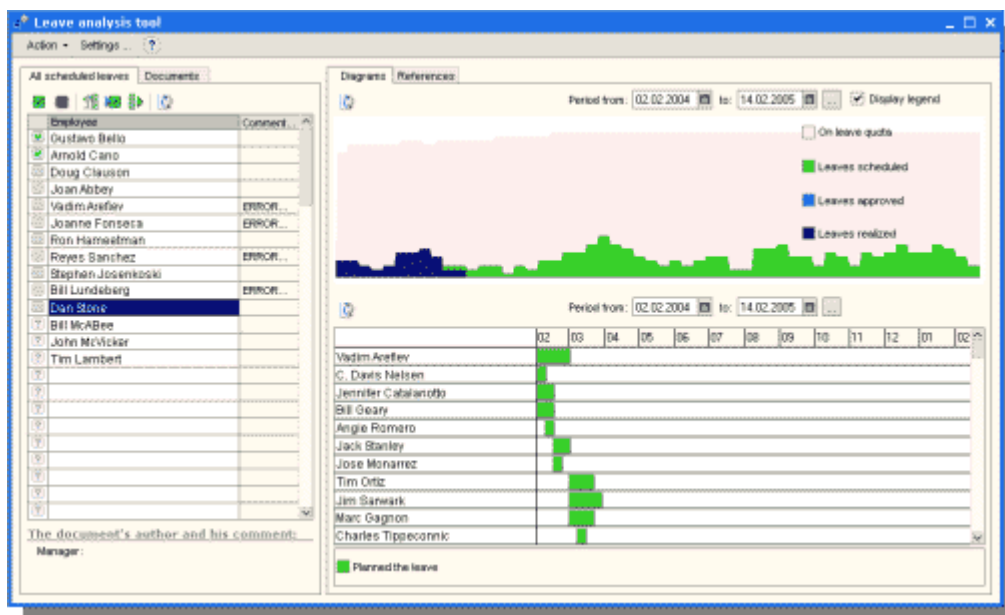 Leave analysis tool
Action Settings ... ?
All scheduled leaves Documents
Employee Comment...
Gustavo Bello
Arnold Cano
Doug Clauson
Joan Abbey
Vadim Arefiev ERROR...
Joanne Fonseca ERROR...
Ron Hameetman
Reyes Sanchez ERROR...
Stephen Josenkoski
Bill Lundeberg ERROR...
Dan Stone
? Bill McABee
? John McVicker
? Tim Lambert
?
?
?
?
?
?
?
?
?
The document's author and his comment:
Manager:
Diagrams References
Period from: 02.02.2004 to: 14.02.2005 ... Display legend
On leave quota
Leaves scheduled
Leaves approved
Leaves realized
Period from: 02.02.2004 to: 14.02.2005 ...
02 03 04 05 06 07 08 09 10 11 12 01 02
Vadim Arefiev
C. Davis Nelsen
Jennifer Catalanotto
Bill Geary
Angie Romero
Jack Stanley
Jose Monarrez
Tim Ortiz
Jim Sarwark
Marc Gagnon
Charles Tippeconnic
Planned the leave